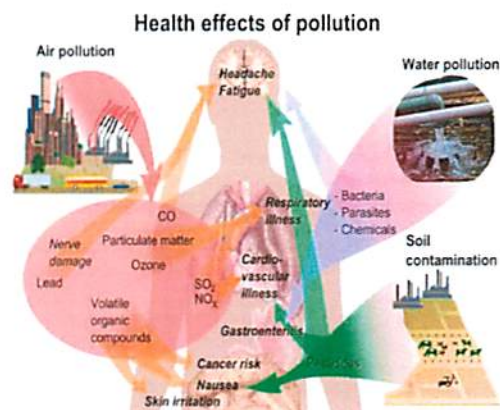 Health effects of pollution
Air pollution
Water pollution
Headache
Fatigue
CO
Particulate matter
Ozone
Nerve
damage
Lead
Volatile
organic
compounds
SO₂
NOₓ
Respiratory
illness
Cardio-
vascular
illness
Gastroenteritis
Cancer risk
Nausea
Skin irritation
- Bacteria
- Parasites
- Chemicals
Soil
contamination